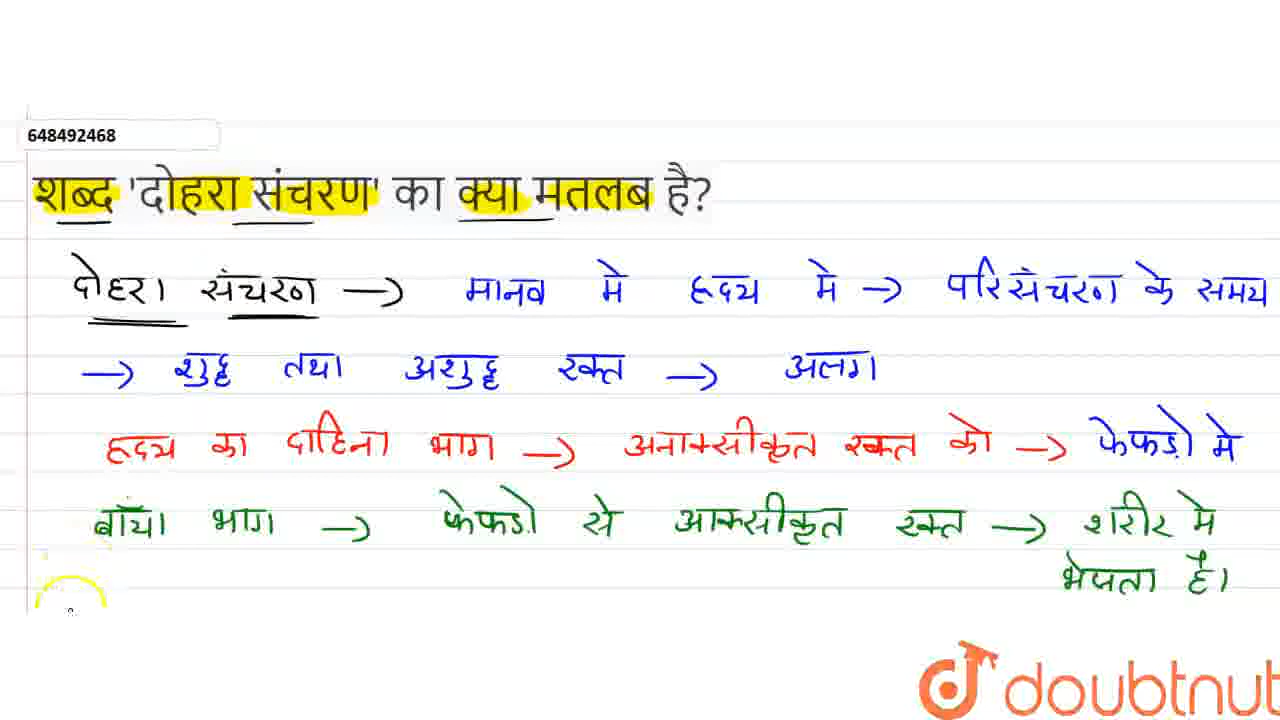 648492468
शब्द 'दोहरा संचरण' का क्या मतलब है?
दोहरा संचरण → मानव मे हृदय मे → परिसंचरण के समय
→ शुद्ध तथा अशुद्ध रक्त → अलग
हृदय का दाहिना भाग → अनाक्सीकृत रक्त को → फेफड़ो मे
बाँया भाग → फेफड़ो से आक्सीकृत रक्त → शरीर मे
भेजता है।
doubtnut